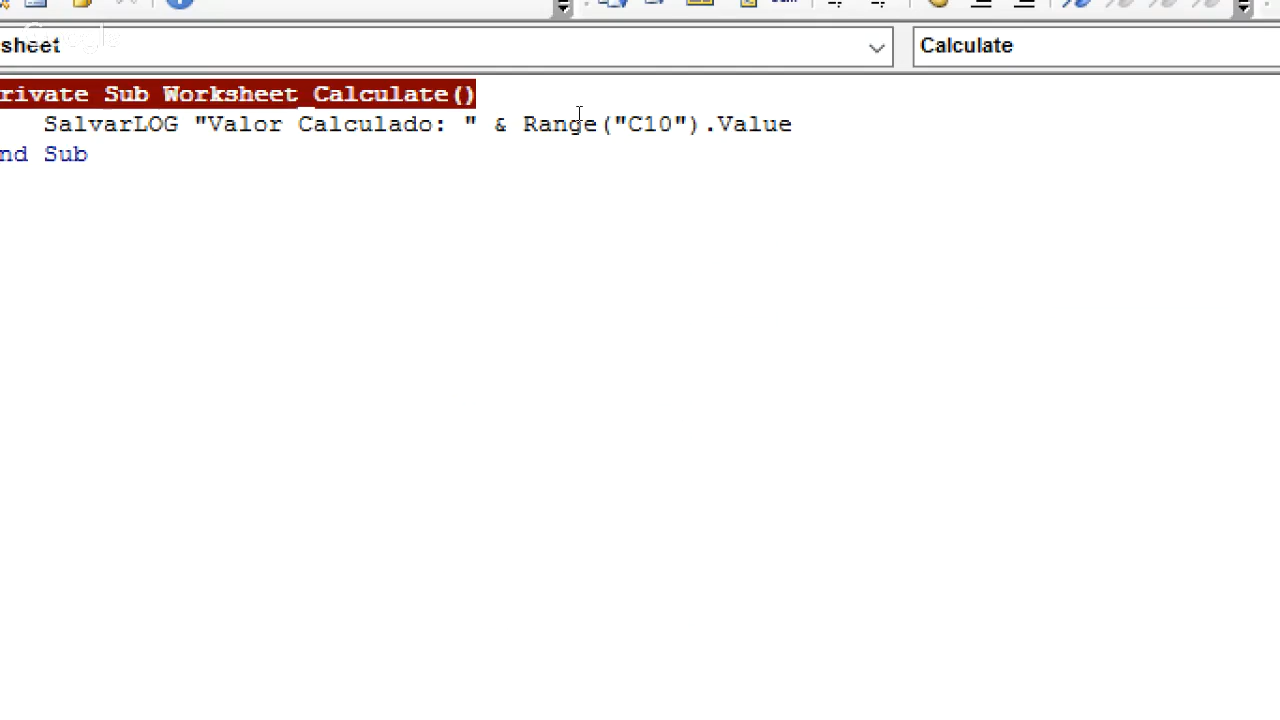 sheet
Calculate
rivate Sub Worksheet_Calculate()
SalvarLOG "Valor Calculado: " & Range("C10").Value
nd Sub